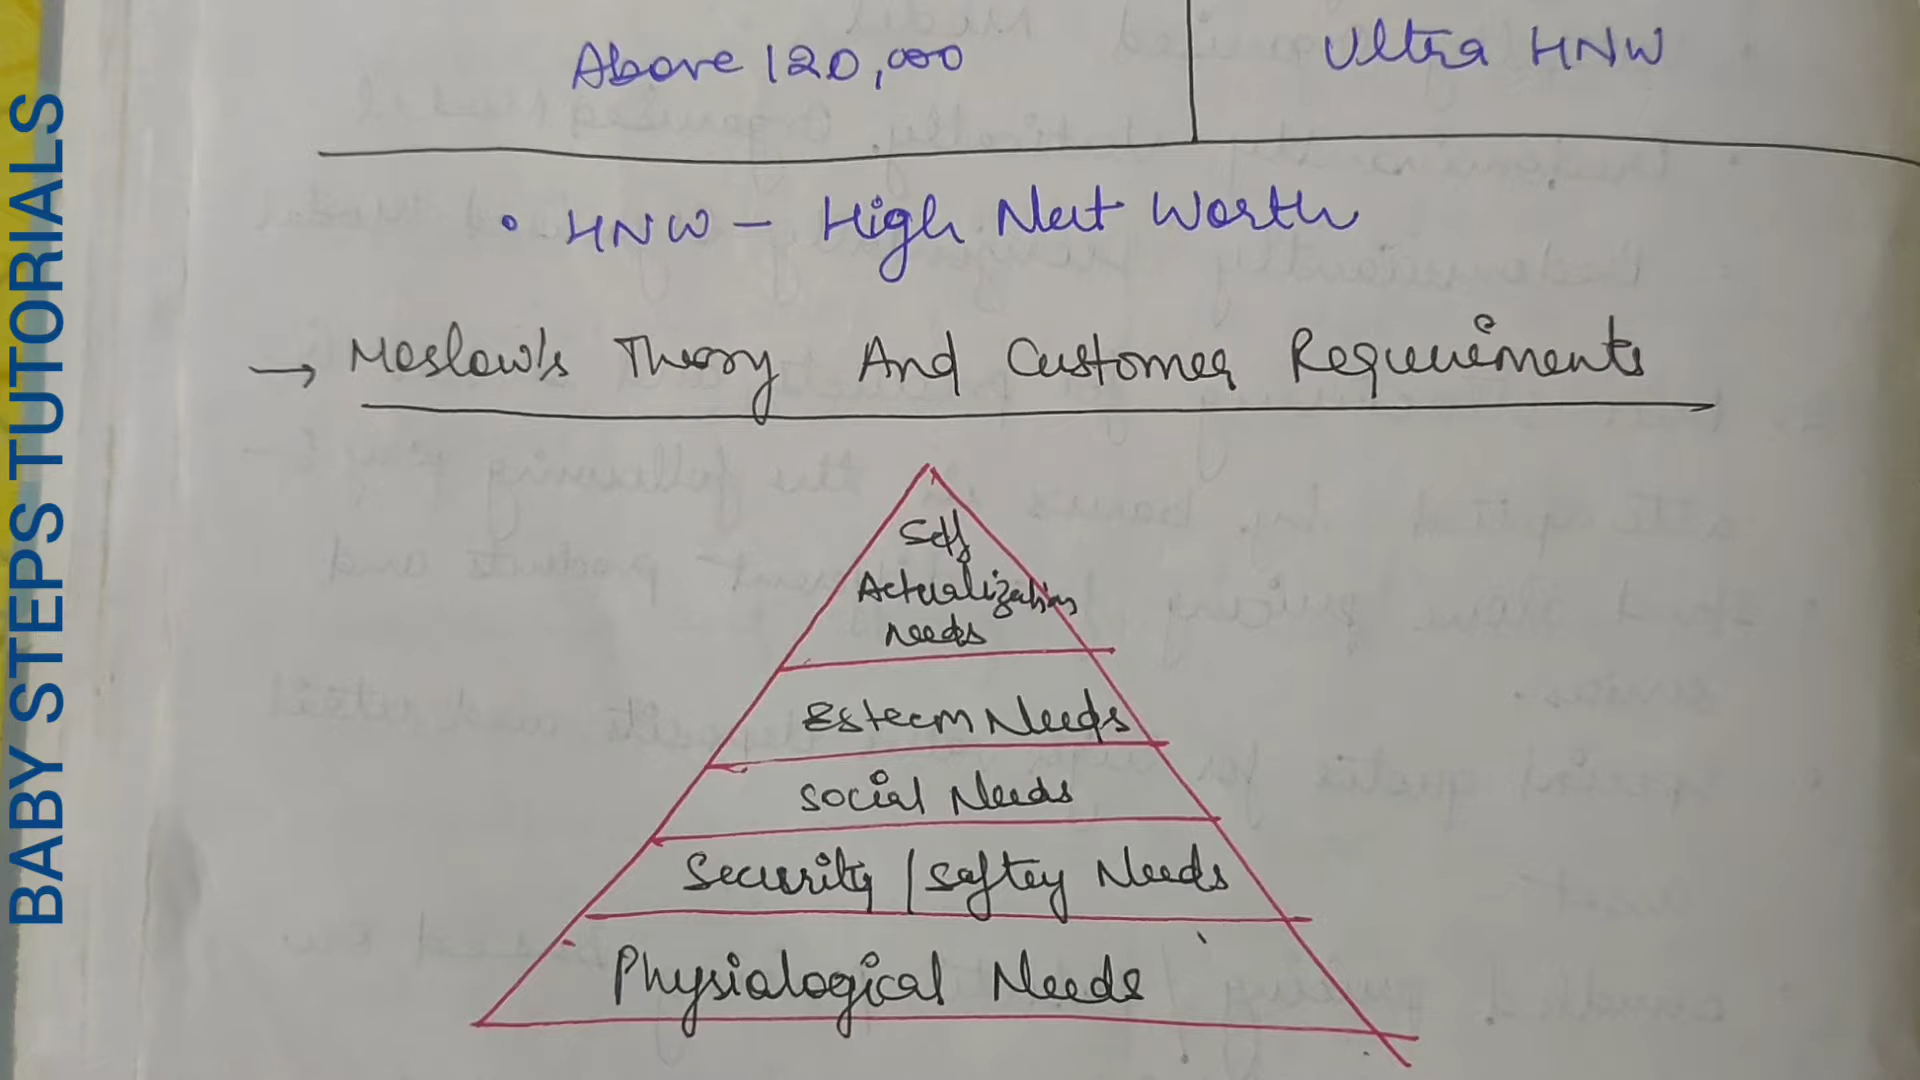 Above 120,000
Ultra HNW
• HNW – High Net Worth
→ Maslow's Theory And Customer Requirements
Self
Actualization
Needs
Esteem Needs
Social Needs
Security / Saftey Needs
Physialogical Needs
BABY STEPS TUTORIALS